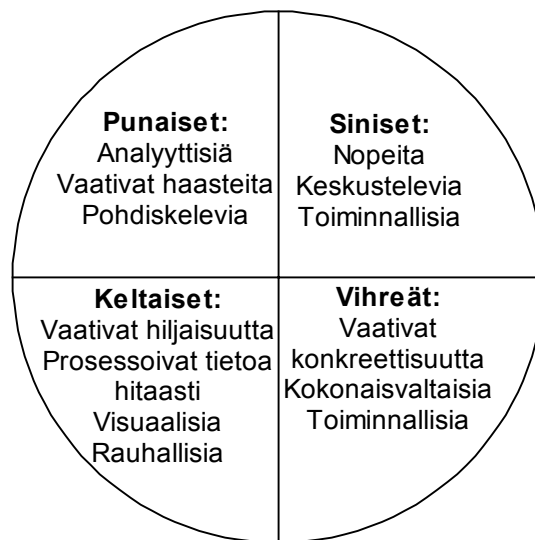 Punaiset:
Analyyttisiä
Vaativat haasteita
Pohdiskelevia
Siniset:
Nopeita
Keskustelevia
Toiminnallisia
Keltaiset:
Vaativat hiljaisuutta
Prosessoivat tietoa
hitaasti
Visuaalisia
Rauhallisia
Vihreät:
Vaativat
konkreettisuutta
Kokonaisvaltaisia
Toiminnallisia